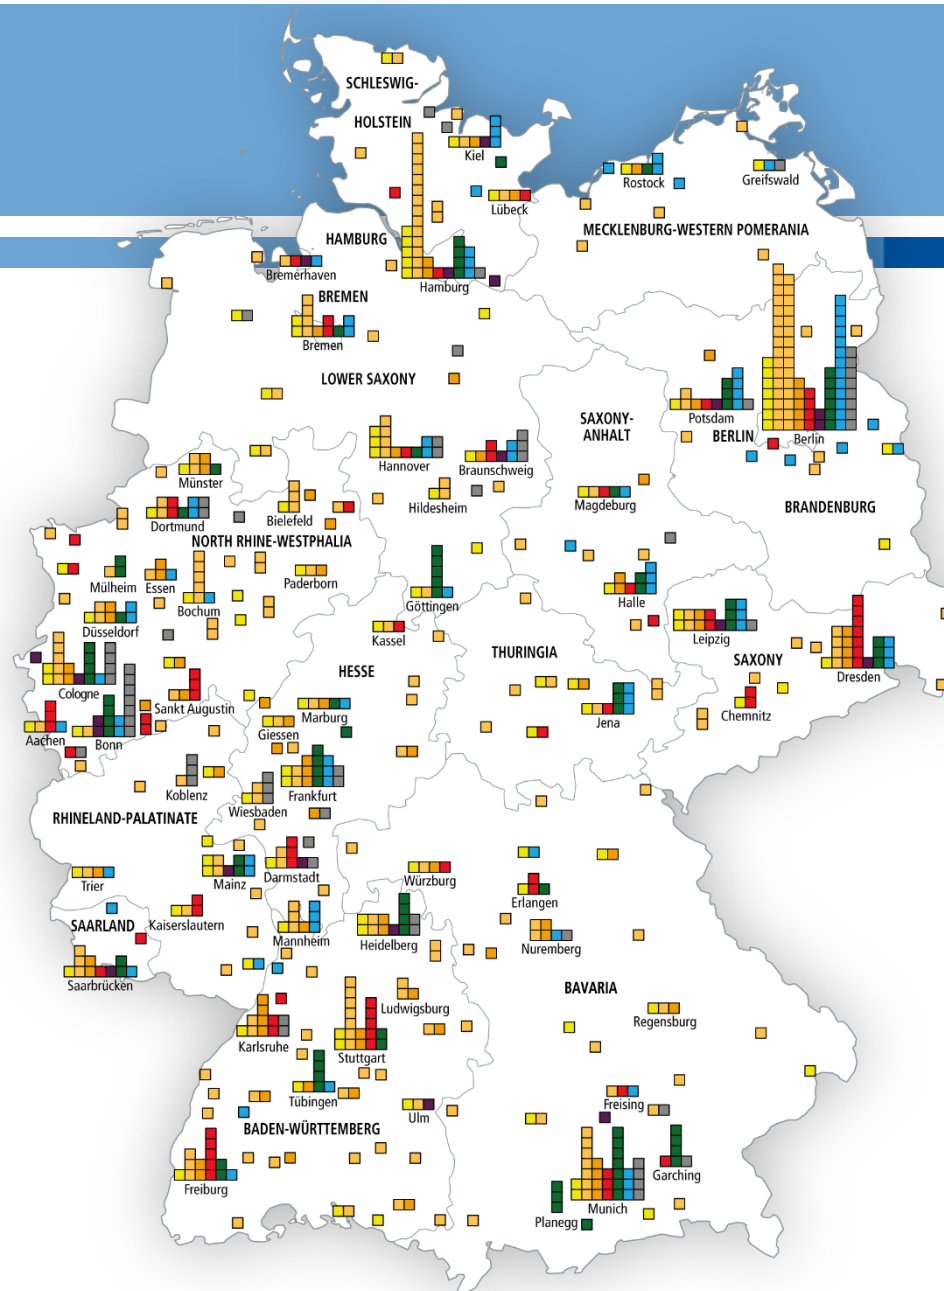 SCHLESWIG-
HOLSTEIN
Kiel
Rostock
Greifswald
Lübeck
MECKLENBURG-WESTERN POMERANIA
HAMBURG
Bremerhaven
Hamburg
BREMEN
Bremen
LOWER SAXONY
SAXONY-
ANHALT
Potsdam
BERLIN
Berlin
Hannover
Braunschweig
Münster
Hildesheim
Magdeburg
BRANDENBURG
Dortmund
Bielefeld
NORTH RHINE-WESTPHALIA
Mülheim
Essen
Paderborn
Göttingen
Halle
Bochum
Düsseldorf
Kassel
Leipzig
THURINGIA
HESSE
SAXONY
Dresden
Cologne
Sankt Augustin
Marburg
Jena
Chemnitz
Aachen
Bonn
Giessen
Koblenz
Frankfurt
Wiesbaden
RHINELAND-PALATINATE
Trier
Mainz
Darmstadt
Würzburg
Erlangen
SAARLAND
Kaiserslautern
Mannheim
Heidelberg
Nuremberg
Saarbrücken
BAVARIA
Ludwigsburg
Regensburg
Karlsruhe
Stuttgart
Tübingen
Ulm
Freising
BADEN-WÜRTTEMBERG
Freiburg
Garching
Munich
Planegg